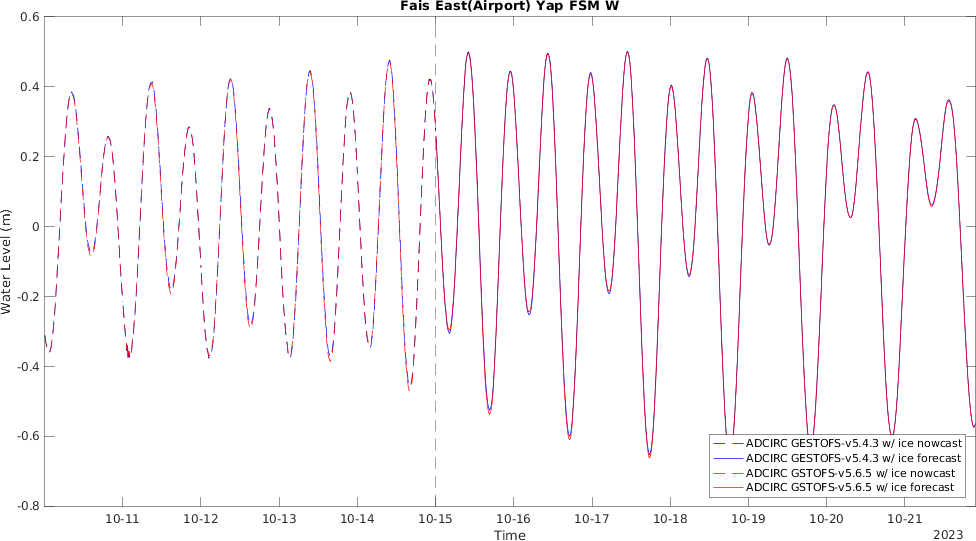 Fais East(Airport) Yap FSM W
0.6
0.4
0.2
0
-0.2
-0.4
-0.6
-0.8
Water Level (m)
10-11 10-12 10-13 10-14 10-15 10-16 10-17 10-18 10-19 10-20 10-21
Time
2023
ADCIRC GESTOFS-v5.4.3 w/ ice nowcast
ADCIRC GESTOFS-v5.4.3 w/ ice forecast
ADCIRC GSTOFS-v5.6.5 w/ ice nowcast
ADCIRC GSTOFS-v5.6.5 w/ ice forecast